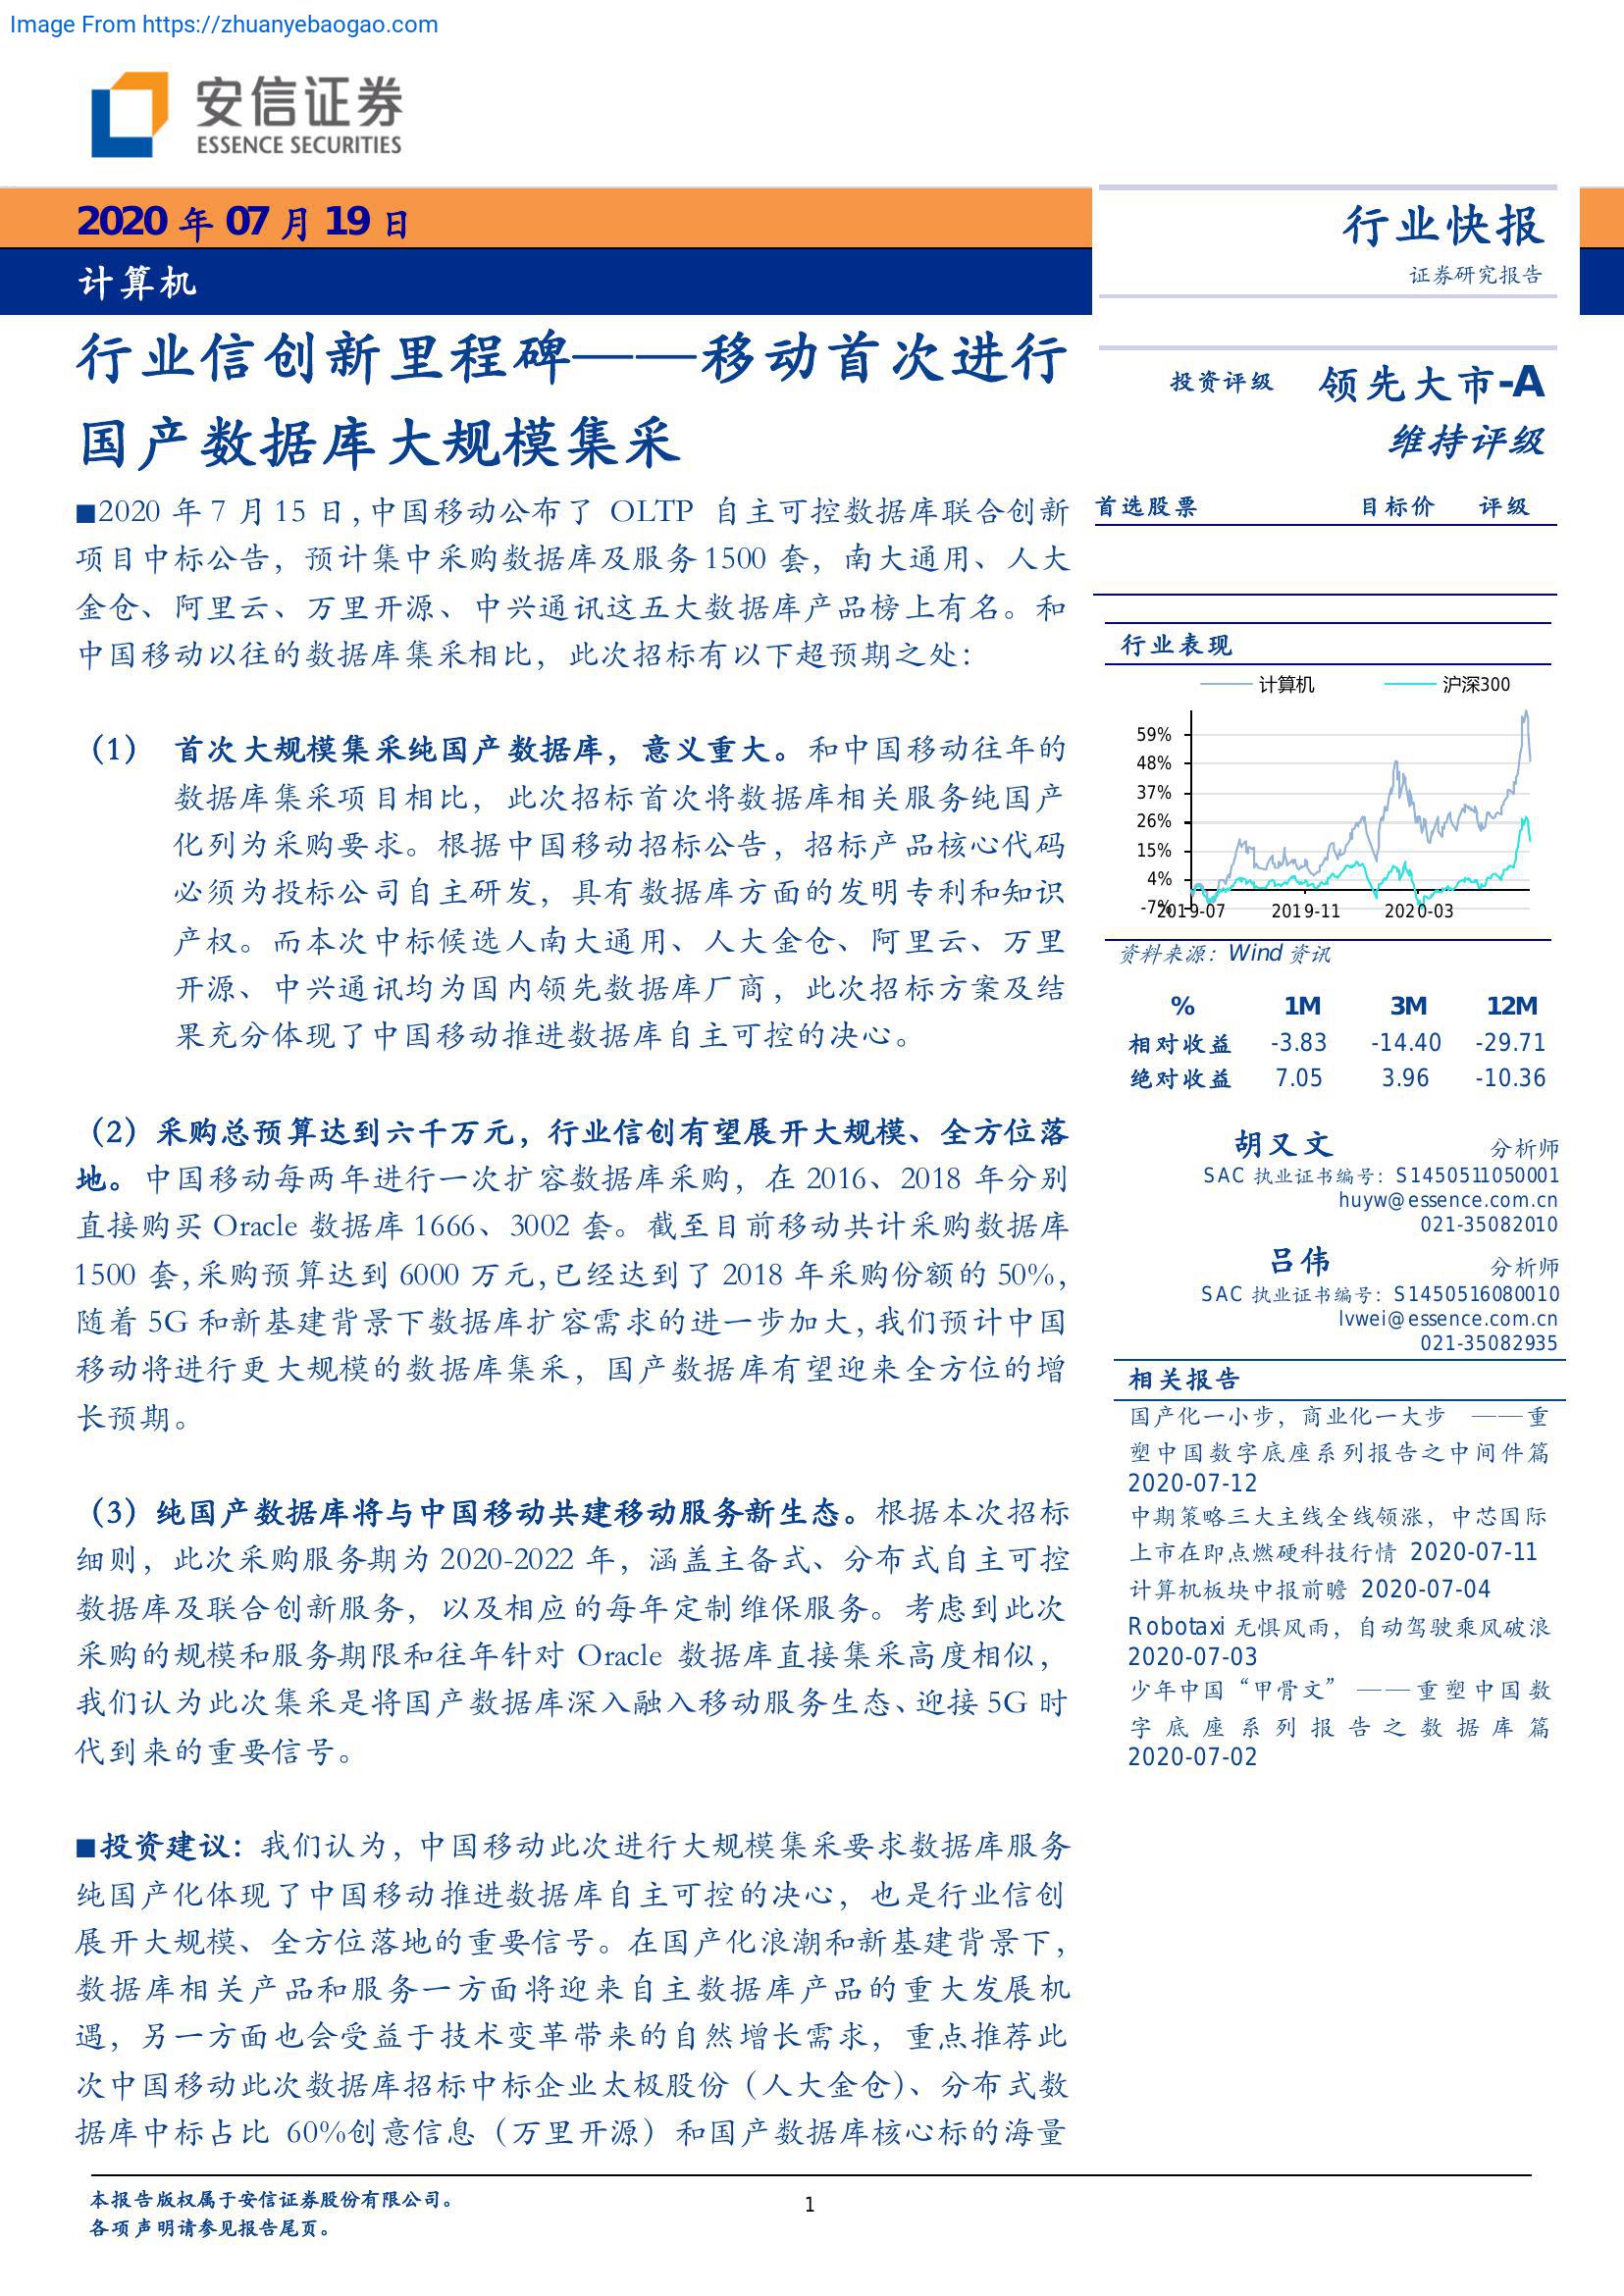 Image From https://zhuanyebaogao.com
安信证券
ESSENCE SECURITIES
2020 年 07 月 19 日
计算机
行业快报
证券研究报告
行业信创新里程碑——移动首次进行
国产数据库大规模集采
■2020 年 7 月 15 日，中国移动公布了 OLTP 自主可控数据库联合创新
项目中标公告，预计集中采购数据库及服务 1500 套，南大通用、人大
金仓、阿里云、万里开源、中兴通讯这五大数据库产品榜上有名。和
中国移动以往的数据库集采相比，此次招标有以下超预期之处：
（1） 首次大规模集采纯国产数据库，意义重大。和中国移动往年的
数据库集采项目相比，此次招标首次将数据库相关服务纯国产
化列为采购要求。根据中国移动招标公告，招标产品核心代码
必须为投标公司自主研发，具有数据库方面的发明专利和知识
产权。而本次中标候选人南大通用、人大金仓、阿里云、万里
开源、中兴通讯均为国内领先数据库厂商，此次招标方案及结
果充分体现了中国移动推进数据库自主可控的决心。
（2）采购总预算达到六千万元，行业信创有望展开大规模、全方位落
地。中国移动每两年进行一次扩容数据库采购，在 2016、2018 年分别
直接购买 Oracle 数据库 1666、3002 套。截至目前移动共计采购数据库
1500 套，采购预算达到 6000 万元，已经达到了 2018 年采购份额的 50%，
随着 5G 和新基建背景下数据库扩容需求的进一步加大，我们预计中国
移动将进行更大规模的数据库集采，国产数据库有望迎来全方位的增
长预期。
（3）纯国产数据库将与中国移动共建移动服务新生态。根据本次招标
细则，此次采购服务期为 2020-2022 年，涵盖主备式、分布式自主可控
数据库及联合创新服务，以及相应的每年定制维保服务。考虑到此次
采购的规模和服务期限和往年针对 Oracle 数据库直接集采高度相似，
我们认为此次集采是将国产数据库深入融入移动服务生态、迎接 5G 时
代到来的重要信号。
■投资建议：我们认为，中国移动此次进行大规模集采要求数据库服务
纯国产化体现了中国移动推进数据库自主可控的决心，也是行业信创
展开大规模、全方位落地的重要信号。在国产化浪潮和新基建背景下，
数据库相关产品和服务一方面将迎来自主数据库产品的重大发展机
遇，另一方面也会受益于技术变革带来的自然增长需求，重点推荐此
次中国移动此次数据库招标中标企业太极股份（人大金仓）、分布式数
据库中标占比 60%创意信息（万里开源）和国产数据库核心标的海量
投资评级 领先大市-A
维持评级
首选股票 目标价 评级
行业表现
计算机 沪深300
59%
48%
37%
26%
15%
4%
-7%
2019-07 2019-11 2020-03
资料来源：Wind 资讯
% 1M 3M 12M
相对收益 -3.83 -14.40 -29.71
绝对收益 7.05 3.96 -10.36
胡又文 分析师
SAC 执业证书编号：S1450511050001
huyw@essence.com.cn
021-35082010
吕伟 分析师
SAC 执业证书编号：S1450516080010
lvwei@essence.com.cn
021-35082935
相关报告
国产化一小步，商业化一大步 ——重
塑中国数字底座系列报告之中间件篇
2020-07-12
中期策略三大主线全线领涨，中芯国际
上市在即点燃硬科技行情 2020-07-11
计算机板块中报前瞻 2020-07-04
Robotaxi 无惧风雨，自动驾驶乘风破浪
2020-07-03
少年中国“甲骨文” ——重塑中国数
字底座系列报告之数据库篇
2020-07-02
本报告版权属于安信证券股份有限公司。
各项声明请参见报告尾页。
1